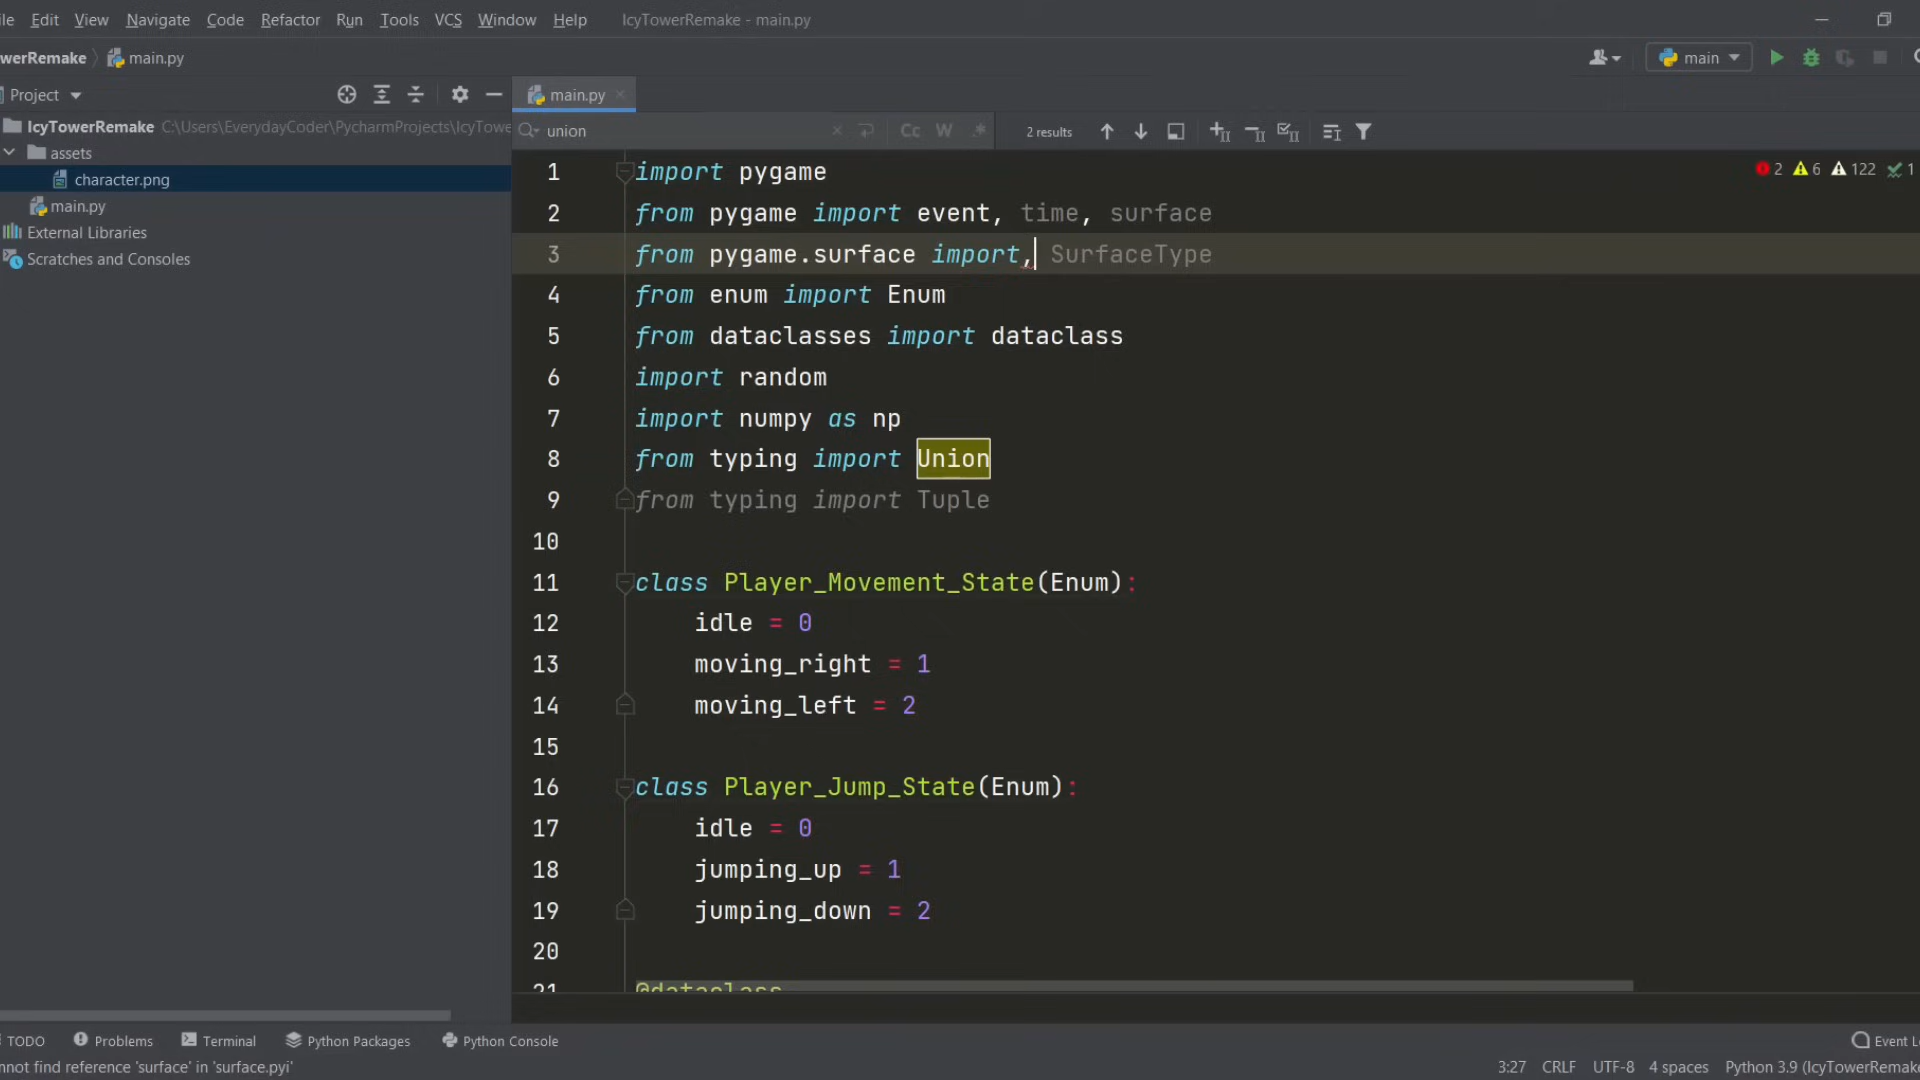 le Edit View Navigate Code Refactor Run Tools VCS Window Help IcyTowerRemake - main.py
werRemake main.py main
Project main.py
IcyTowerRemake C:\Users\EverydayCoder\PycharmProjects\IcyTowe
union Cc W .* 2 results
assets
character.png
main.py
External Libraries
Scratches and Consoles
2 6 122 1
1 import pygame
2 from pygame import event, time, surface
3 from pygame.surface import, SurfaceType
4 from enum import Enum
5 from dataclasses import dataclass
6 import random
7 import numpy as np
8 from typing import Union
9 from typing import Tuple
10
11 class Player_Movement_State(Enum):
12 idle = 0
13 moving_right = 1
14 moving_left = 2
15
16 class Player_Jump_State(Enum):
17 idle = 0
18 jumping_up = 1
19 jumping_down = 2
20
21 @dataclass
TODO Problems Terminal Python Packages Python Console Event Lo
nnot find reference 'surface' in 'surface.pyi' 3:27 CRLF UTF-8 4 spaces Python 3.9 (IcyTowerRemake